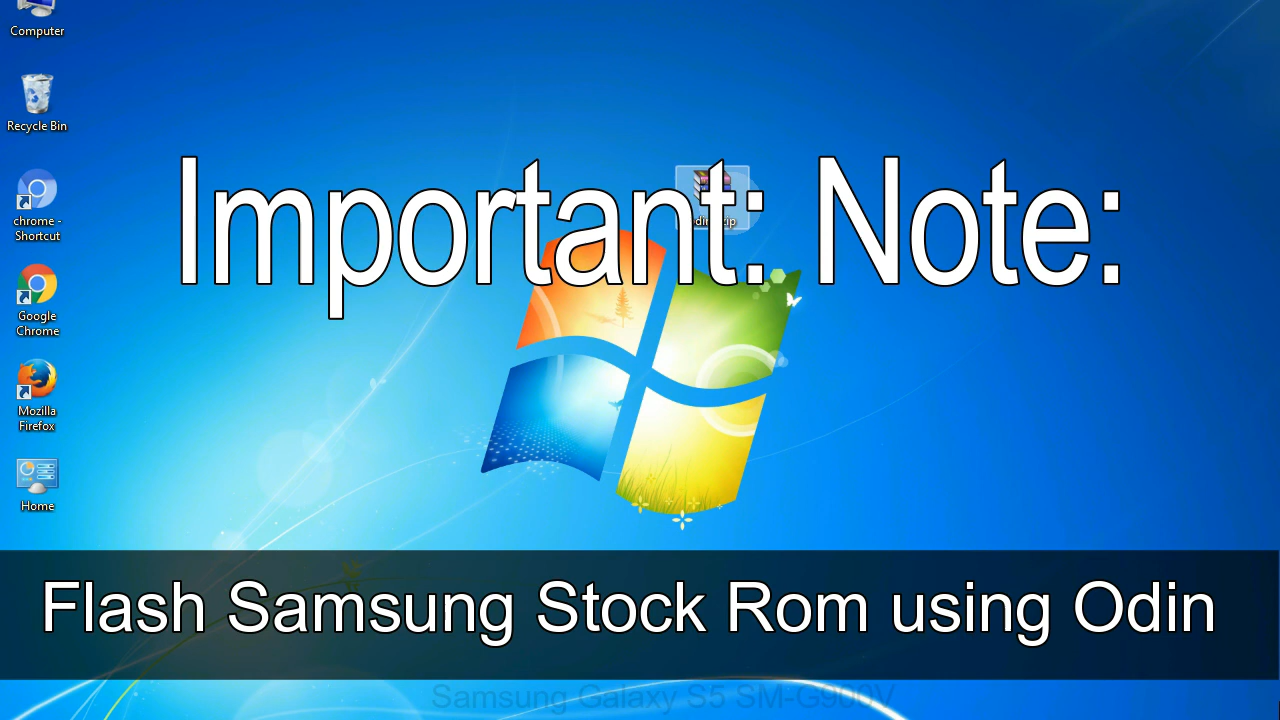 Computer
Recycle Bin
chrome -
Shortcut
Google
Chrome
Mozilla
Firefox
Home
Important: Note:
Flash Samsung Stock Rom using Odin
Samsung Galaxy S5 SM-G900V